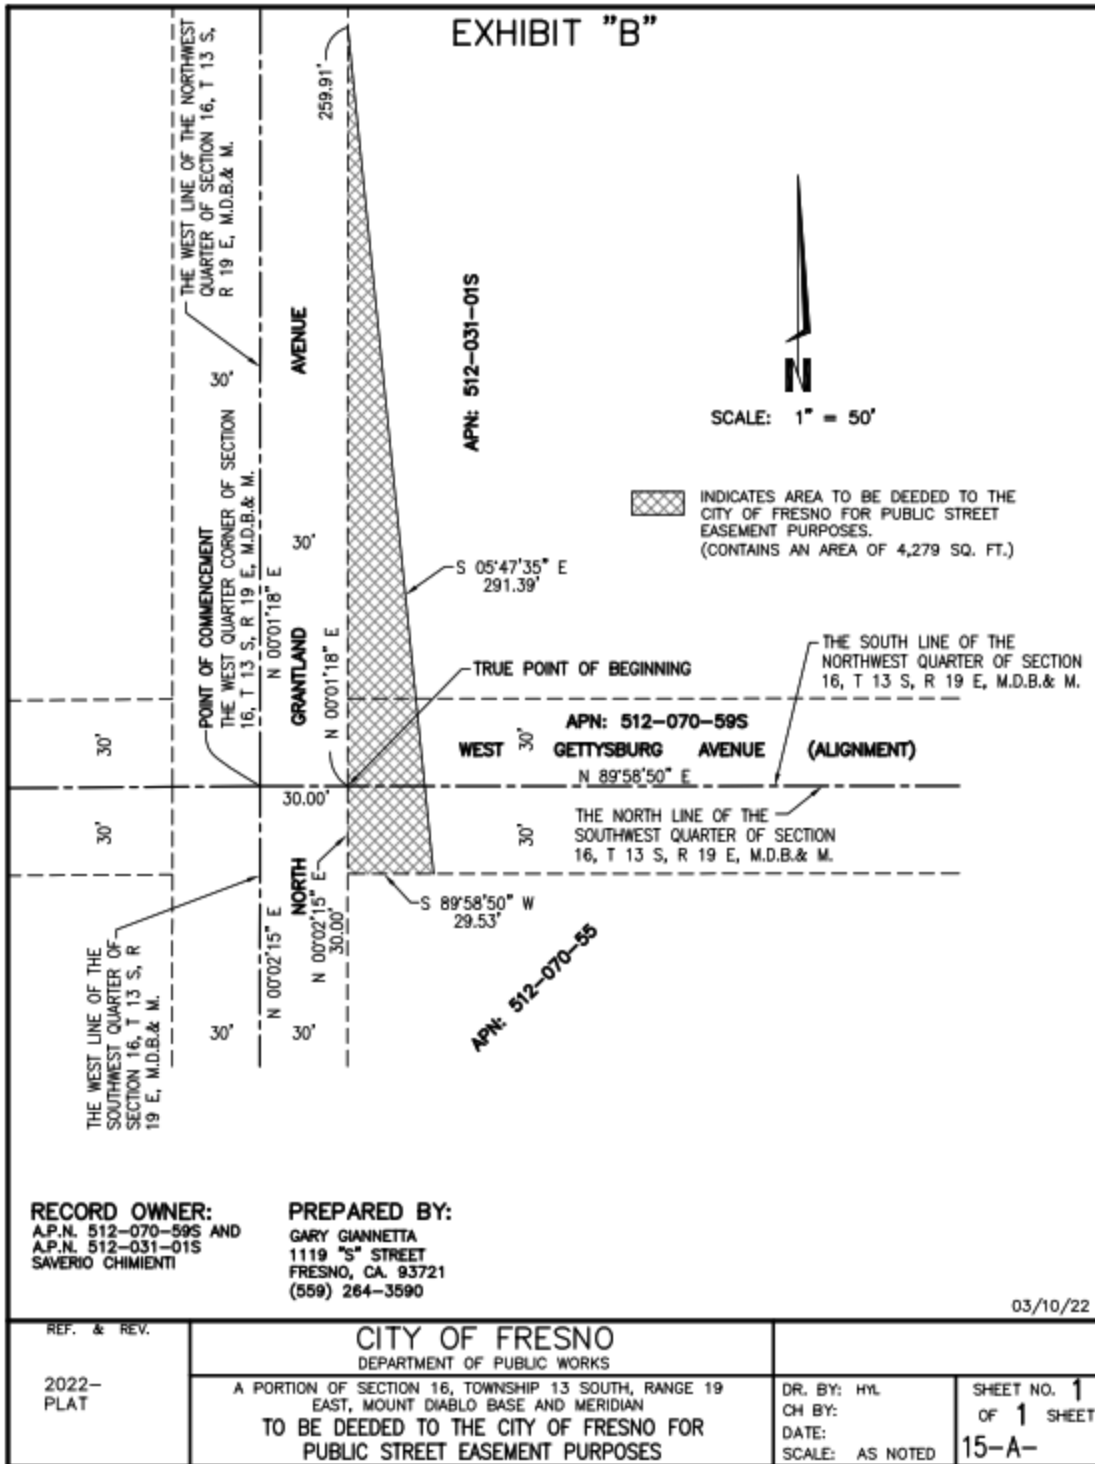 EXHIBIT "B"
THE WEST LINE OF THE NORTHWEST
QUARTER OF SECTION 16, T 13 S,
R 19 E, M.D.B.& M.
259.91'
30'
AVENUE
APN: 512-031-01S
N
SCALE: 1" = 50'
INDICATES AREA TO BE DEEDED TO THE
CITY OF FRESNO FOR PUBLIC STREET
EASEMENT PURPOSES.
(CONTAINS AN AREA OF 4,279 SQ. FT.)
POINT OF COMMENCEMENT
THE WEST QUARTER CORNER OF SECTION
16, T 13 S, R 19 E, M.D.B.& M.
N 00°01'18" E
30'
GRANTLAND
N 00°01'18" E
S 05°47'35" E
291.39'
TRUE POINT OF BEGINNING
THE SOUTH LINE OF THE
NORTHWEST QUARTER OF SECTION
16, T 13 S, R 19 E, M.D.B.& M.
30'
APN: 512-070-59S
WEST 30' GETTYSBURG AVENUE (ALIGNMENT)
N 89°58'50" E
30.00'
THE NORTH LINE OF THE
SOUTHWEST QUARTER OF SECTION
16, T 13 S, R 19 E, M.D.B.& M.
30'
30'
NORTH
N 00°02'15" E
30.00'
N 00°02'15" E
S 89°58'50" W
29.53'
APN: 512-070-55
THE WEST LINE OF THE
SOUTHWEST QUARTER OF
SECTION 16, T 13 S, R
19 E, M.D.B.& M.
30'
30'
RECORD OWNER:
A.P.N. 512-070-59S AND
A.P.N. 512-031-01S
SAVERIO CHIMIENTI
PREPARED BY:
GARY GIANNETTA
1119 "S" STREET
FRESNO, CA. 93721
(559) 264-3590
03/10/22
REF. & REV.
2022-
PLAT
CITY OF FRESNO
DEPARTMENT OF PUBLIC WORKS
A PORTION OF SECTION 16, TOWNSHIP 13 SOUTH, RANGE 19
EAST, MOUNT DIABLO BASE AND MERIDIAN
TO BE DEEDED TO THE CITY OF FRESNO FOR
PUBLIC STREET EASEMENT PURPOSES
DR. BY: HYL
CH BY:
DATE:
SCALE: AS NOTED
SHEET NO. 1
OF 1 SHEET
15-A-